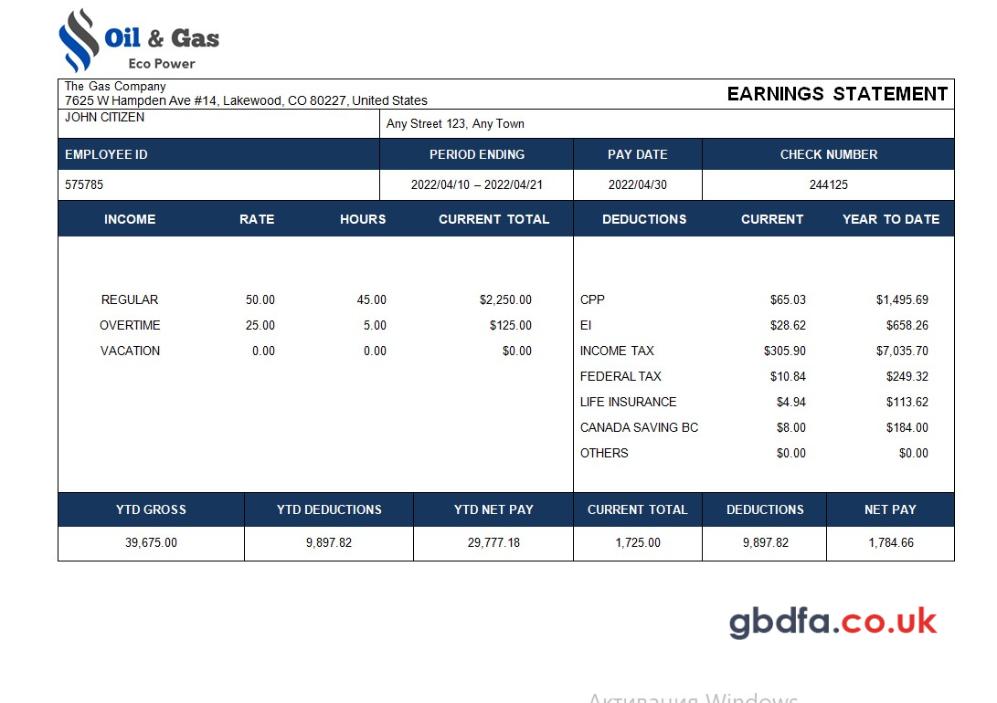 Oil & Gas
Eco Power
The Gas Company
7625 W Hampden Ave #14, Lakewood, CO 80227, United States
EARNINGS STATEMENT
JOHN CITIZEN
Any Street 123, Any Town
EMPLOYEE ID PERIOD ENDING PAY DATE CHECK NUMBER
575785 2022/04/10 – 2022/04/21 2022/04/30 244125
INCOME RATE HOURS CURRENT TOTAL DEDUCTIONS CURRENT YEAR TO DATE
REGULAR 50.00 45.00 $2,250.00 CPP $65.03 $1,495.69
OVERTIME 25.00 5.00 $125.00 EI $28.62 $658.26
VACATION 0.00 0.00 $0.00 INCOME TAX $305.90 $7,035.70
FEDERAL TAX $10.84 $249.32
LIFE INSURANCE $4.94 $113.62
CANADA SAVING BC $8.00 $184.00
OTHERS $0.00 $0.00
YTD GROSS YTD DEDUCTIONS YTD NET PAY CURRENT TOTAL DEDUCTIONS NET PAY
39,675.00 9,897.82 29,777.18 1,725.00 9,897.82 1,784.66
gbdfa.co.uk
Активация Windows